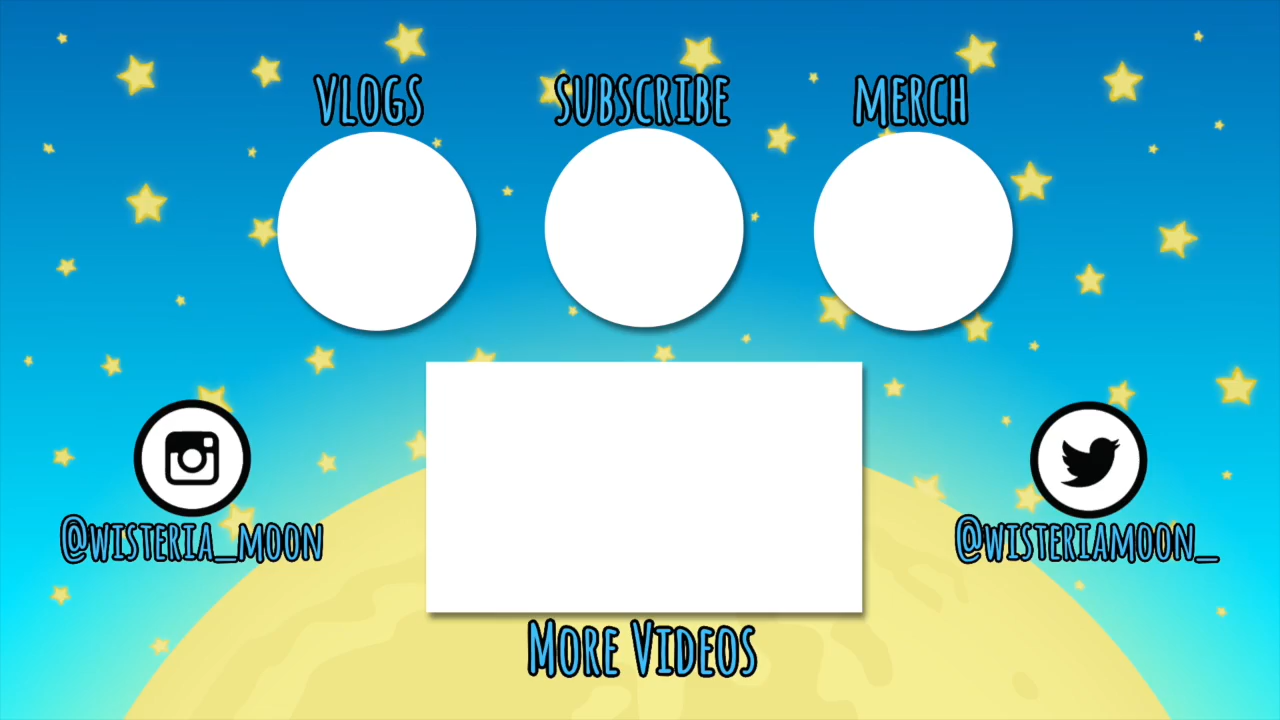 VLOGS
SUBSCRIBE
MERCH
@WISTERIA_MOON
@WISTERIAMOON_
MORE VIDEOS